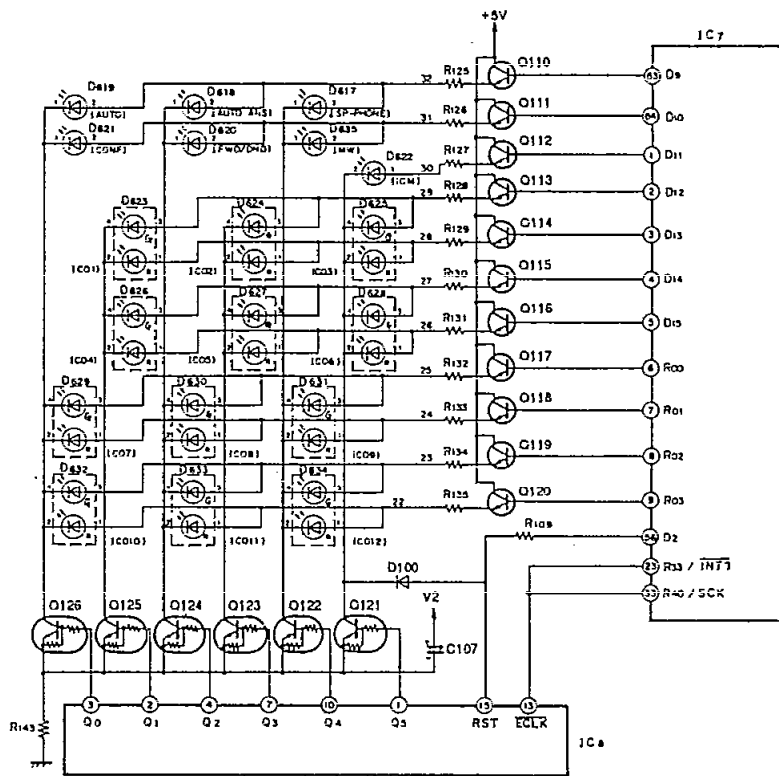 +5V
IC7
D619 D618 D617 32 R125 Q110 63 D9
[AUTO] [AUTO ANS] [SP-PHONE]
D621 D620 D635 31 R126 Q111 64 D10
[CONF] [FWD/DND] [MW]
D622 30 R127 Q112 1 D11
[ICM]
29 R128 Q113 2 D12
D623 D624 D625
28 R129 Q114 3 D13
[CO1] [CO2] [CO3]
27 R130 Q115 4 D14
D626 D627 D628
26 R131 Q116 5 D15
[CO4] [CO5] [CO6]
25 R132 Q117 6 R00
D629 D630 D631
24 R133 Q118 7 R01
[CO7] [CO8] [CO9]
23 R134 Q119 8 R02
D632 D633 D634
22 R135 Q120 9 R03
[CO10] [CO11] [CO12]
R109 D2
D100 23 R33/INT1
V2 R40/SCK
Q126 Q125 Q124 Q123 Q122 Q121
C107
3 2 4 7 10 1 15 13
R143 Q0 Q1 Q2 Q3 Q4 Q5 RST ECLK
IC8